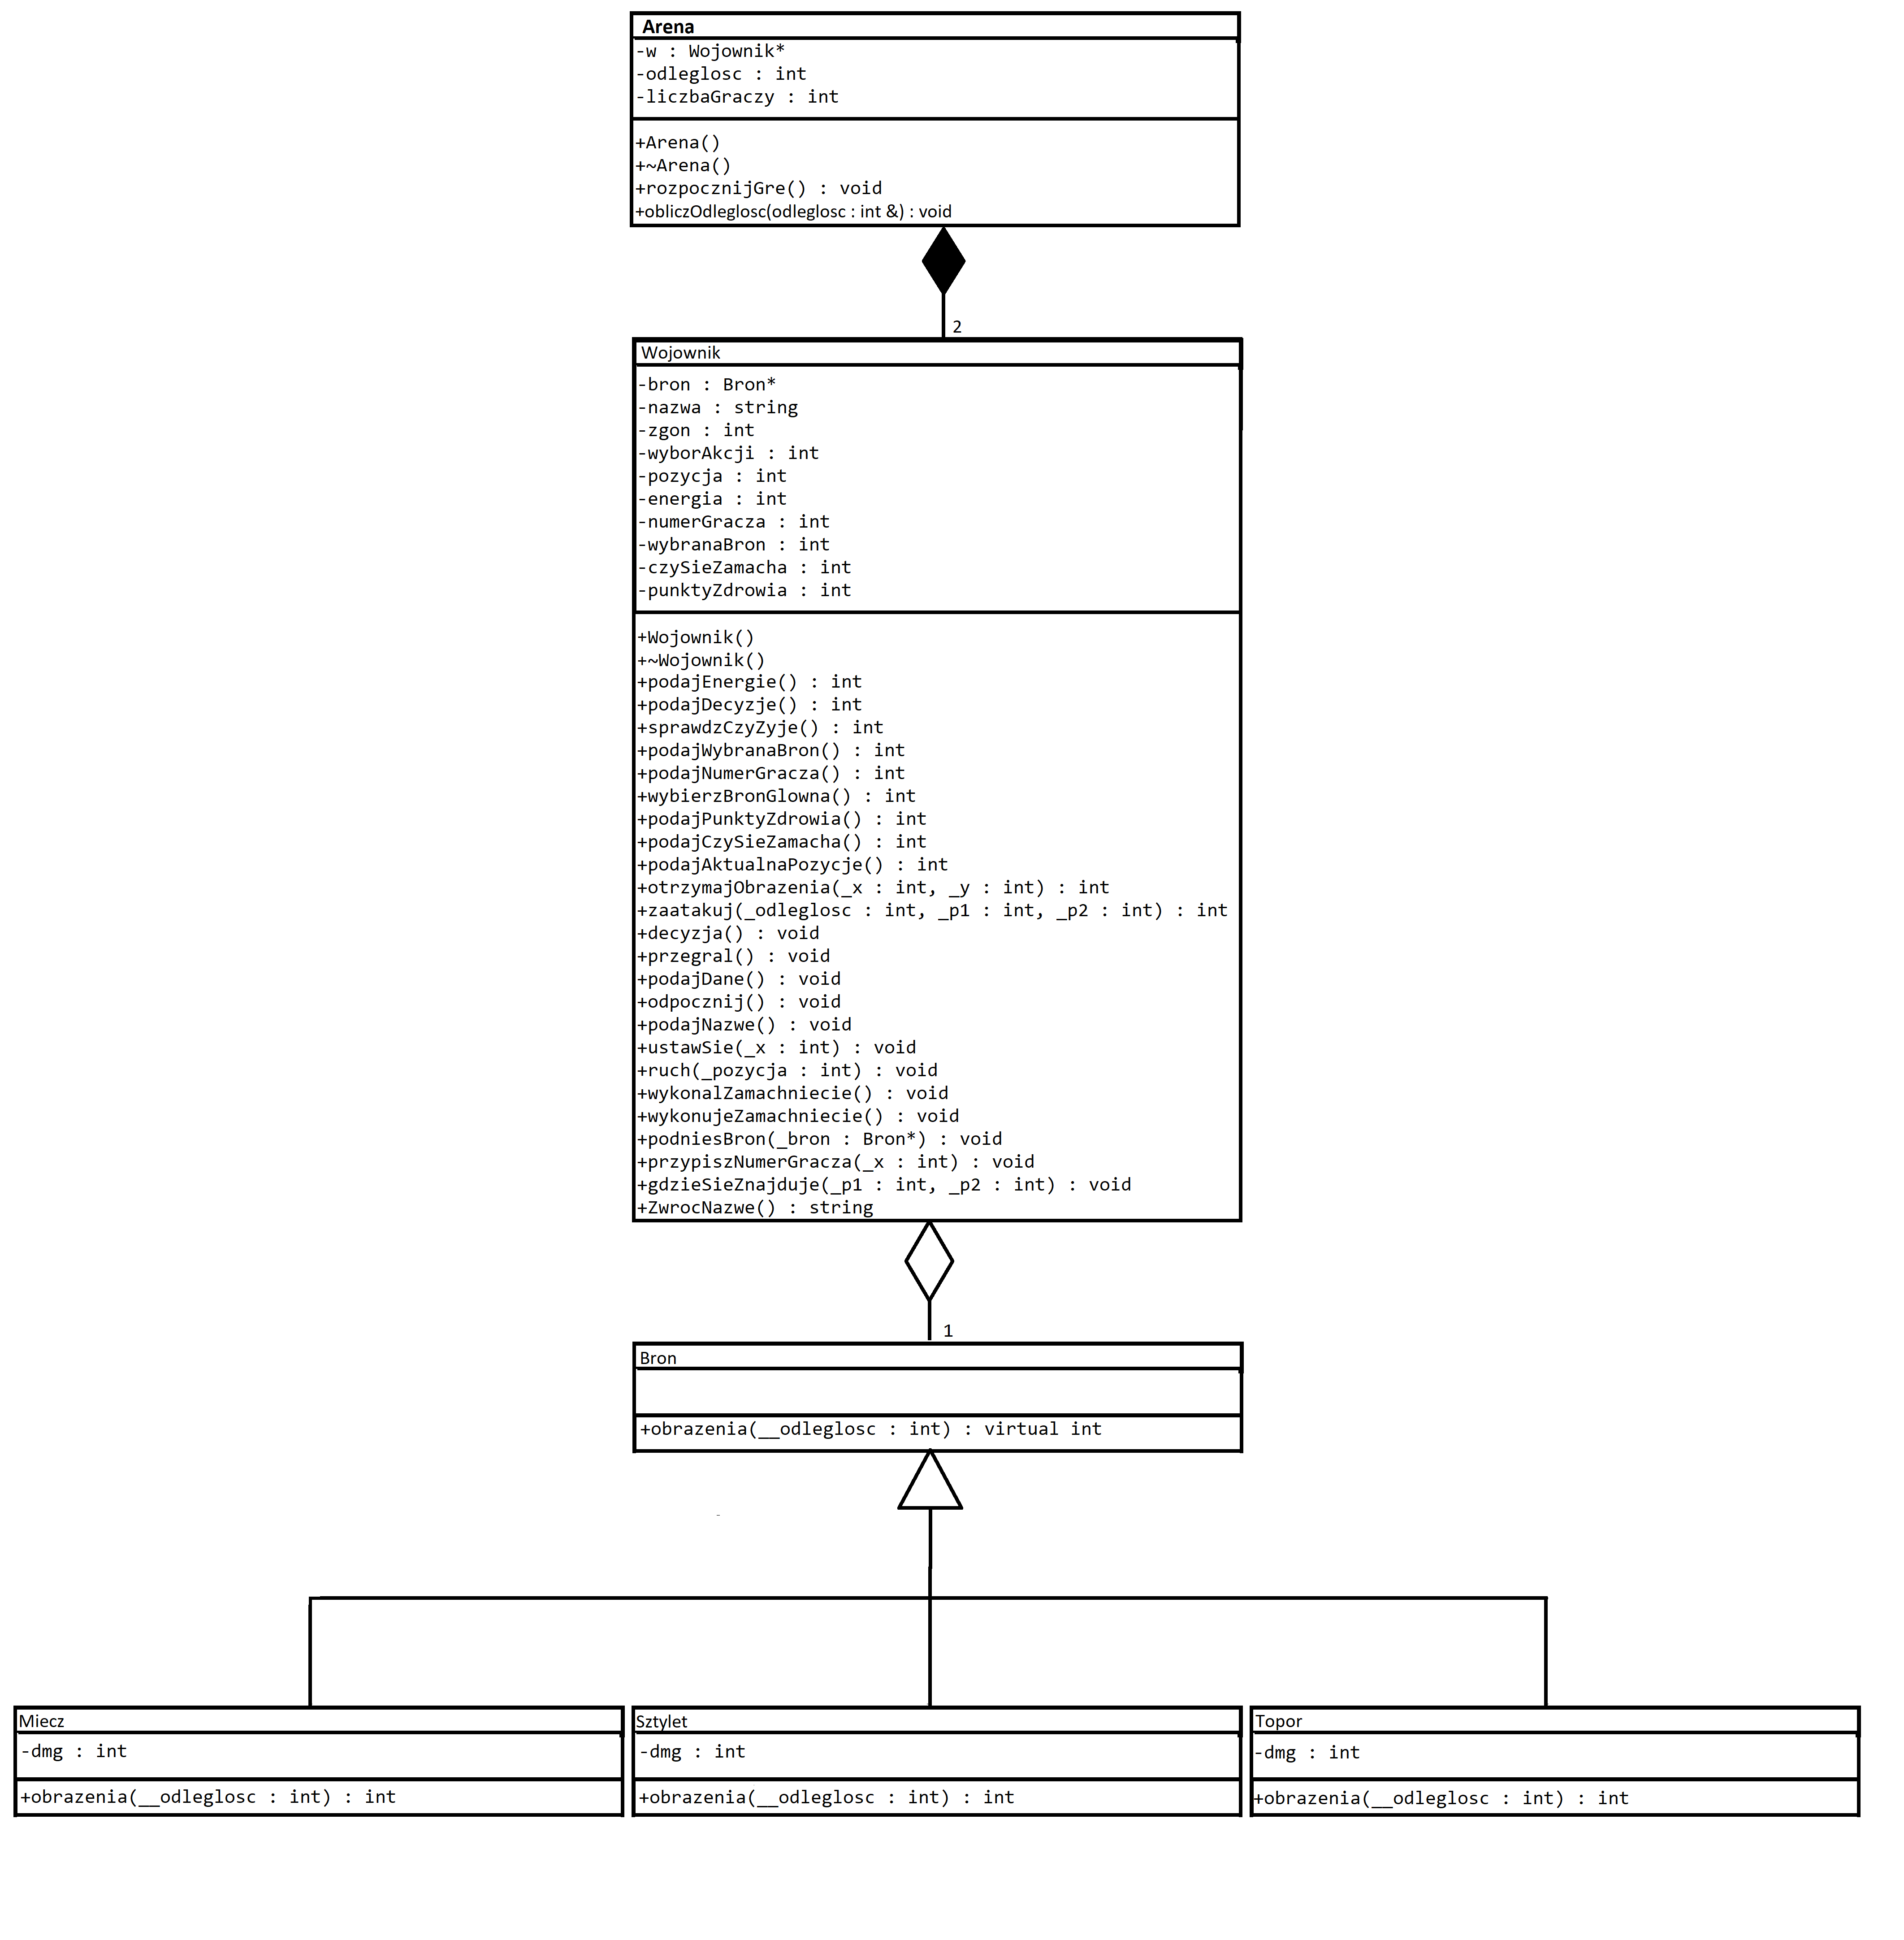 Arena
-w : Wojownik*
-odleglosc : int
-liczbaGraczy : int
+Arena()
+~Arena()
+rozpocznijGre() : void
+obliczOdleglosc(odleglosc : int &) : void
2
Wojownik
-bron : Bron*
-nazwa : string
-zgon : int
-wyborAkcji : int
-pozycja : int
-energia : int
-numerGracza : int
-wybranaBron : int
-czySieZamacha : int
-punktyZdrowia : int
+Wojownik()
+~Wojownik()
+podajEnergie() : int
+podajDecyzje() : int
+sprawdzCzyZyje() : int
+podajWybranaBron() : int
+podajNumerGracza() : int
+wybierzBronGlowna() : int
+podajPunktyZdrowia() : int
+podajCzySieZamacha() : int
+podajAktualnaPozycje() : int
+otrzymajObrazenia(_x : int, _y : int) : int
+zaatakuj(_odleglosc : int, _p1 : int, _p2 : int) : int
+decyzja() : void
+przegral() : void
+podajDane() : void
+odpocznij() : void
+podajNazwe() : void
+ustawSie(_x : int) : void
+ruch(_pozycja : int) : void
+wykonalZamachniecie() : void
+wykonujeZamachniecie() : void
+podniesBron(_bron : Bron*) : void
+przypiszNumerGracza(_x : int) : void
+gdzieSieZnajduje(_p1 : int, _p2 : int) : void
+ZwrocNazwe() : string
1
Bron
+obrazenia(__odleglosc : int) : virtual int
Miecz
-dmg : int
+obrazenia(__odleglosc : int) : int
Sztylet
-dmg : int
+obrazenia(__odleglosc : int) : int
Topor
-dmg : int
+obrazenia(__odleglosc : int) : int